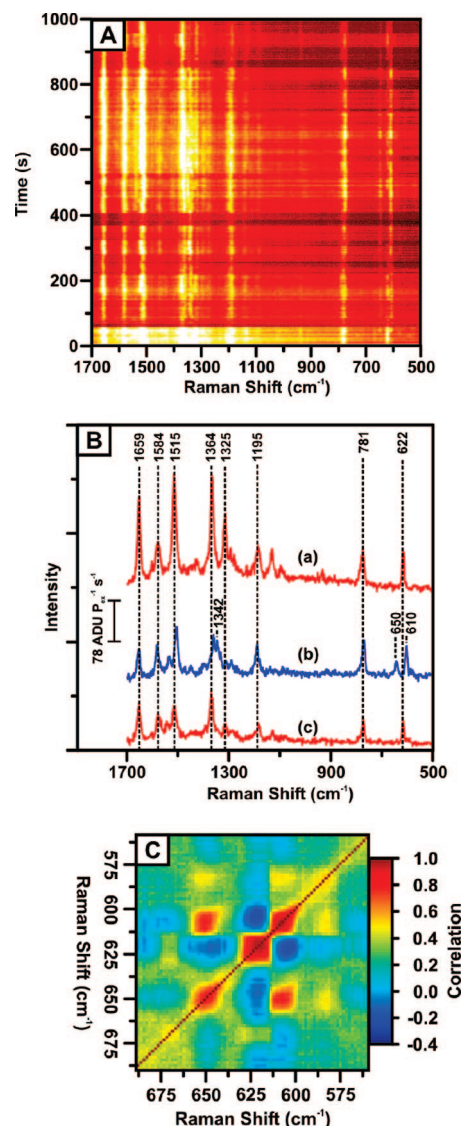 A
Time (s)
1000
800
600
400
200
0
1700 1500 1300 1100 900 700 500
Raman Shift (cm-1)
B
1659 1584 1515 1364 1325 1195 781 622
Intensity
(a)
78 ADU P_ex^-1 s^-1
1342
650 610
(b)
(c)
1700 1300 900 500
Raman Shift (cm-1)
C
Raman Shift (cm-1)
575
600
625
650
675
675 650 625 600 575
Raman Shift (cm-1)
1.0
0.8
0.6
0.4
0.2
0.0
-0.2
-0.4
Correlation